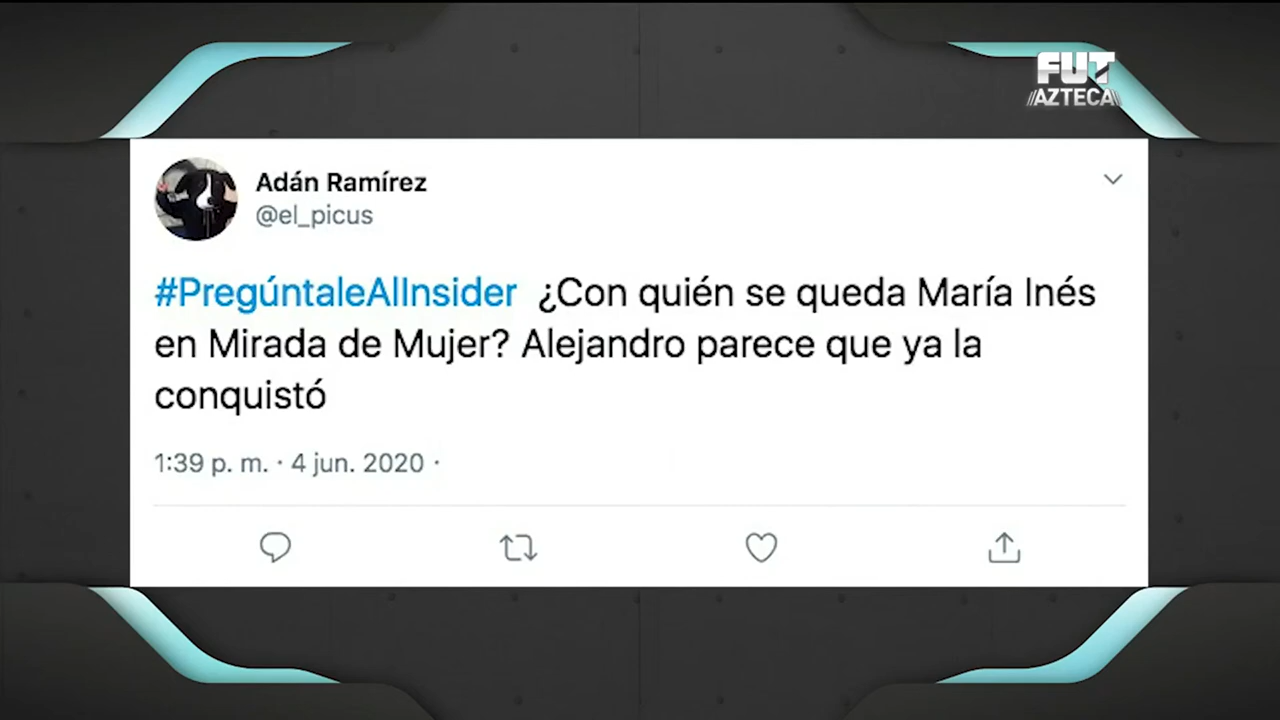 FUT
AZTECA
Adán Ramírez
@el_picus
#PregúntaleAlInsider ¿Con quién se queda María Inés
en Mirada de Mujer? Alejandro parece que ya la
conquistó
1:39 p. m. · 4 jun. 2020 ·